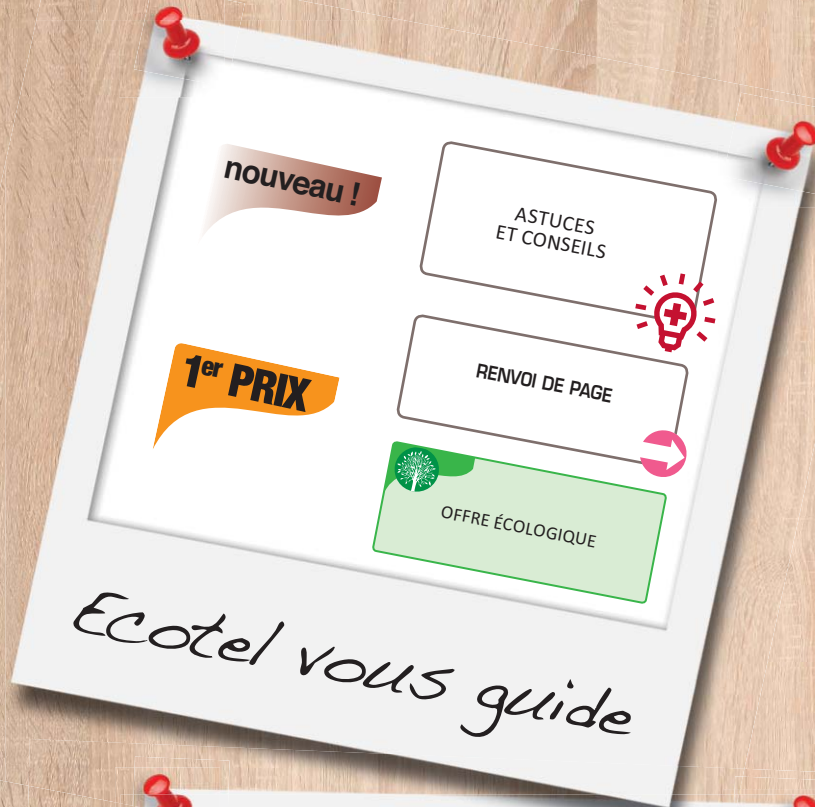 nouveau !
ASTUCES
ET CONSEILS
1er PRIX
RENVOI DE PAGE
OFFRE ÉCOLOGIQUE
Ecotel vous guide